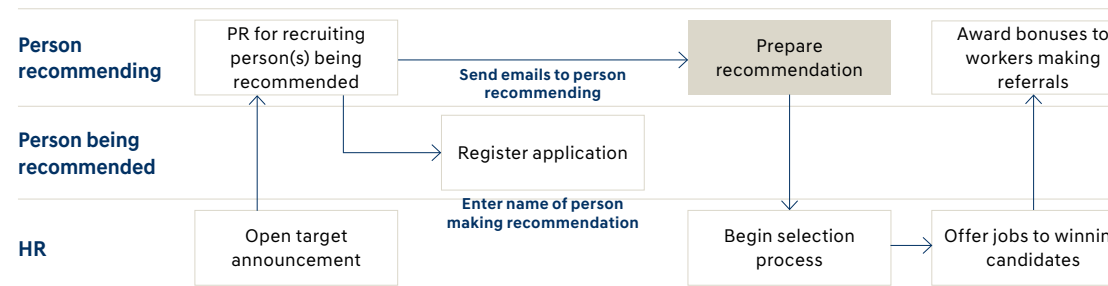 Person
recommending
PR for recruiting
person(s) being
recommended
Send emails to person
recommending
Prepare
recommendation
Award bonuses to
workers making
referrals
Person being
recommended
Register application
Enter name of person
making recommendation
HR
Open target
announcement
Begin selection
process
Offer jobs to winnin
candidates